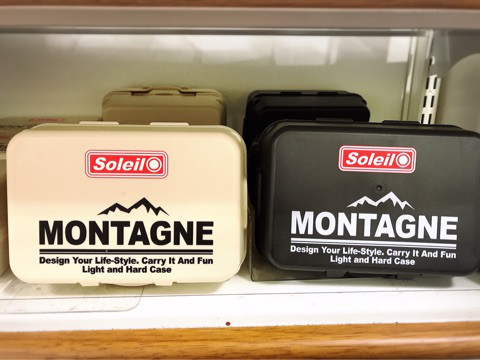 Soleil
MONTAGNE
Design Your Life-Style. Carry It And Fun
Light and Hard Case
Soleil
MONTAGNE
Design Your Life-Style. Carry It And Fun
Light and Hard Case